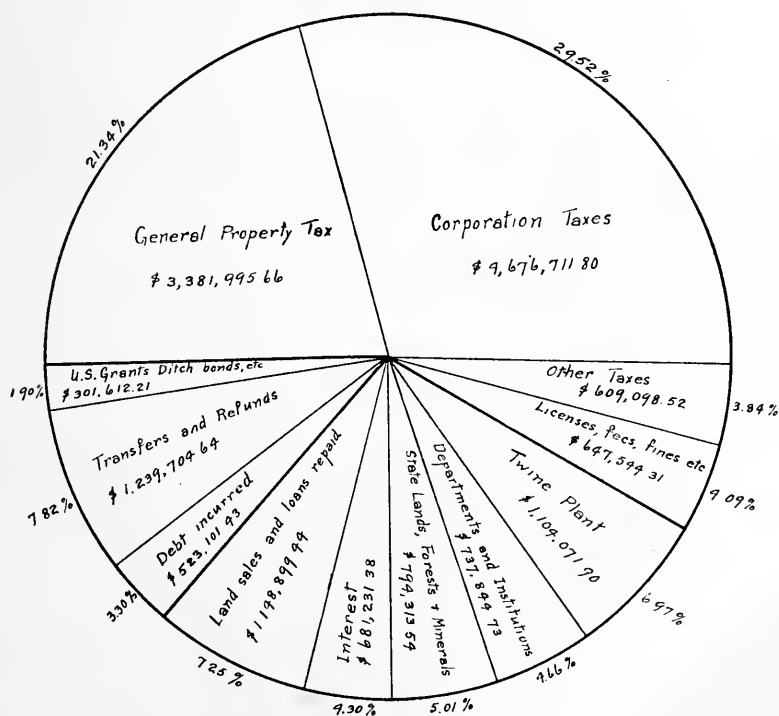 29.52%
21.34%
Corporation Taxes
$ 4,676,711 80
General Property Tax
$ 3,381,995 66
U.S. Grants Ditch bonds, etc
$ 301,612.21
1 90%
Other Taxes
$ 609,098.52
3.84%
Licenses, fees, fines etc
$ 647,544 31
4.09%
Transfers and Refunds
$ 1,239,704 64
7 82%
Twine Plant
$ 1,104,071 90
6.97%
Debt incurred
$ 523,101 43
3.30%
Land sales and loans repaid
$ 1148,899 44
7 25 %
Interest
$ 681,231 38
4.30 %
State Lands, Forests & Minerals
$ 794,313 54
5.01 %
Departments and Institutions
$ 737,844 73
4.66 %